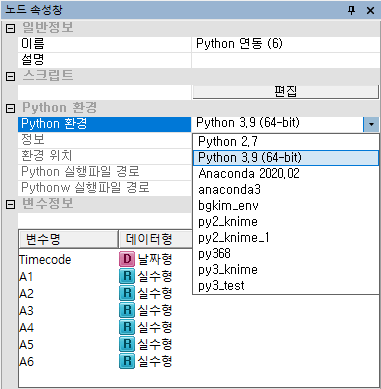 노드 속성창
일반정보
이름 Python 연동 (6)
설명
스크립트
편집
Python 환경
Python 환경 Python 3.9 (64-bit)
정보 Python 2.7
환경 위치 Python 3.9 (64-bit)
Python 실행파일 경로 Anaconda 2020.02
Pythonw 실행파일 경로 anaconda3
변수정보 bgkim_env
py2_knime
변수명 데이터형 py2_knime_1
Timecode D 날짜형 py368
A1 R 실수형 py3_knime
A2 R 실수형 py3_test
A3 R 실수형
A4 R 실수형
A5 R 실수형
A6 R 실수형